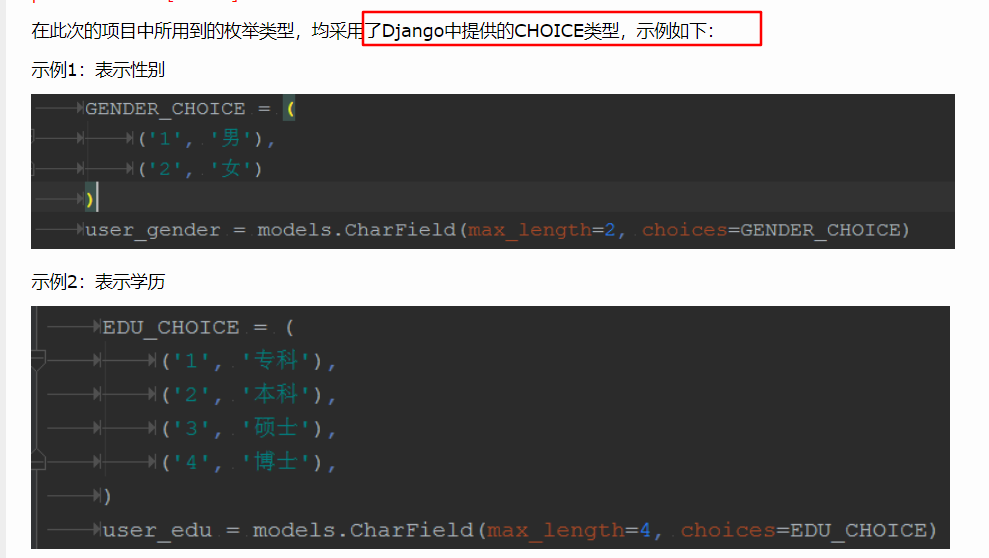 在此次的项目中所用到的枚举类型，均采用了Django中提供的CHOICE类型，示例如下：
示例1：表示性别
GENDER_CHOICE = (
('1', '男'),
('2', '女')
)
user_gender = models.CharField(max_length=2, choices=GENDER_CHOICE)
示例2：表示学历
EDU_CHOICE = (
('1', '专科'),
('2', '本科'),
('3', '硕士'),
('4', '博士'),
)
user_edu = models.CharField(max_length=4, choices=EDU_CHOICE)